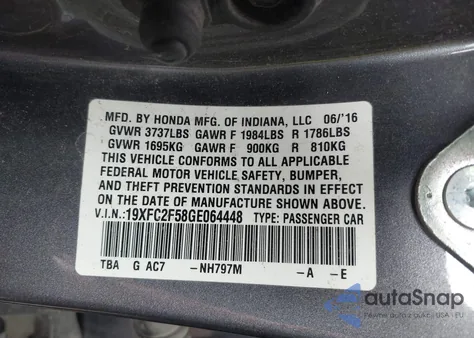 MFD. BY HONDA MFG. OF INDIANA, LLC 06/'16
GVWR 3737LBS GAWR F 1984LBS R 1786LBS
GVWR 1695KG GAWR F 900KG R 810KG
THIS VEHICLE CONFORMS TO ALL APPLICABLE
FEDERAL MOTOR VEHICLE SAFETY, BUMPER,
AND THEFT PREVENTION STANDARDS IN EFFECT
ON THE DATE OF MANUFACTURE SHOWN ABOVE.
V.I.N.:19XFC2F58GE064448 TYPE: PASSENGER CAR
TBA G AC7 -NH797M -A -E
autoSnap